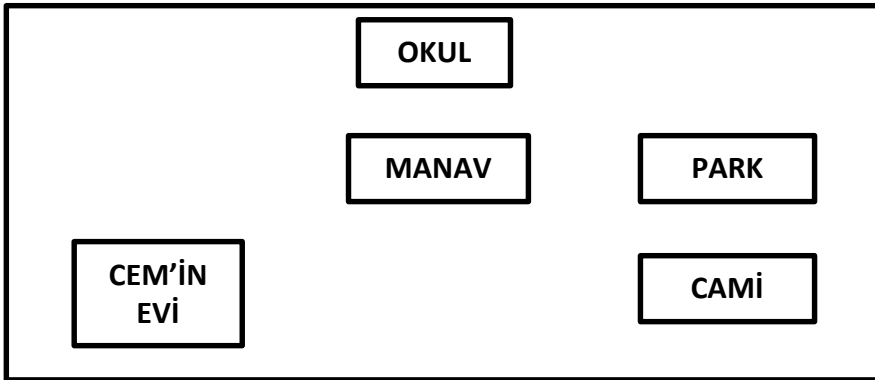 OKUL
MANAV
PARK
CEM’İN
EVİ
CAMİ